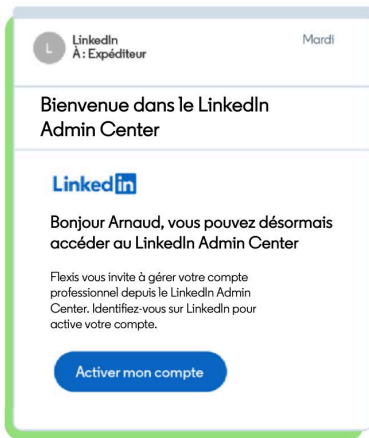 L
LinkedIn
À : Expéditeur
Mardi
Bienvenue dans le LinkedIn
Admin Center
Linked in
Bonjour Arnaud, vous pouvez désormais
accéder au LinkedIn Admin Center
Flexis vous invite à gérer votre compte
professionnel depuis le LinkedIn Admin
Center. Identifiez-vous sur LinkedIn pour
active votre compte.
Activer mon compte